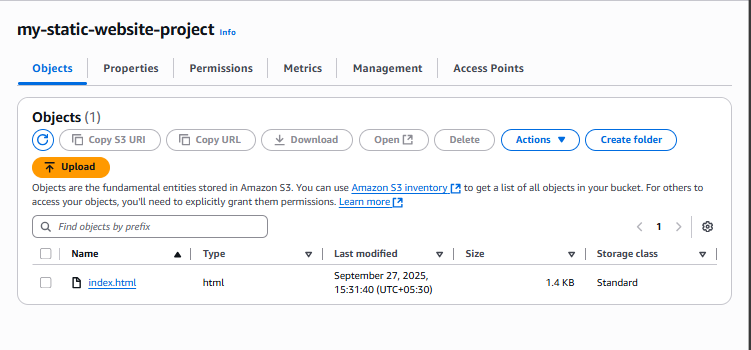 my-static-website-project Info
Objects Properties Permissions Metrics Management Access Points
Objects (1)
Copy S3 URI Copy URL Download Open Delete Actions Create folder
Upload
Objects are the fundamental entities stored in Amazon S3. You can use Amazon S3 inventory to get a list of all objects in your bucket. For others to
access your objects, you'll need to explicitly grant them permissions. Learn more
Find objects by prefix 1
Name Type Last modified Size Storage class
index.html html September 27, 2025, 1.4 KB Standard
15:31:40 (UTC+05:30)